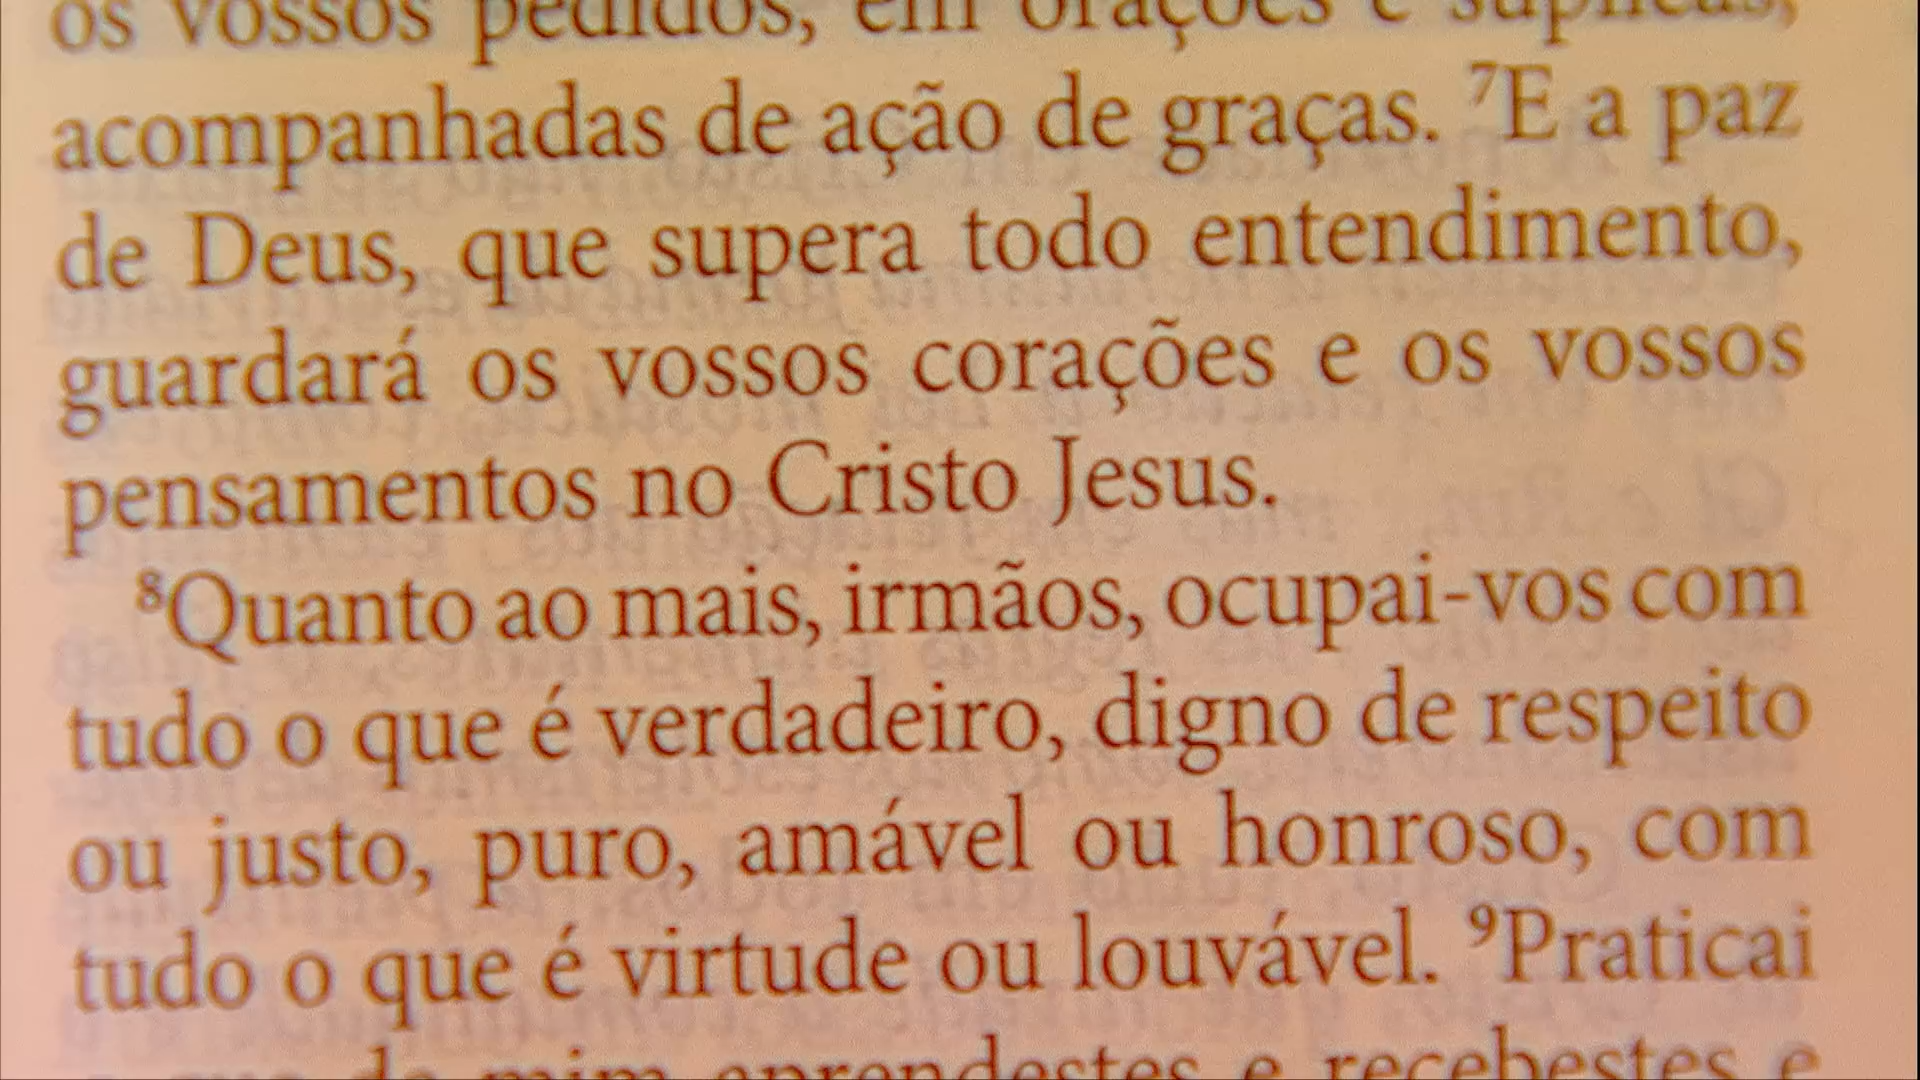 os vossos pedidos, em orações e súplicas,
acompanhadas de ação de graças. ⁷E a paz
de Deus, que supera todo entendimento,
guardará os vossos corações e os vossos
pensamentos no Cristo Jesus.
⁸Quanto ao mais, irmãos, ocupai-vos com
tudo o que é verdadeiro, digno de respeito
ou justo, puro, amável ou honroso, com
tudo o que é virtude ou louvável. ⁹Praticai
o que de mim aprendestes e recebestes e